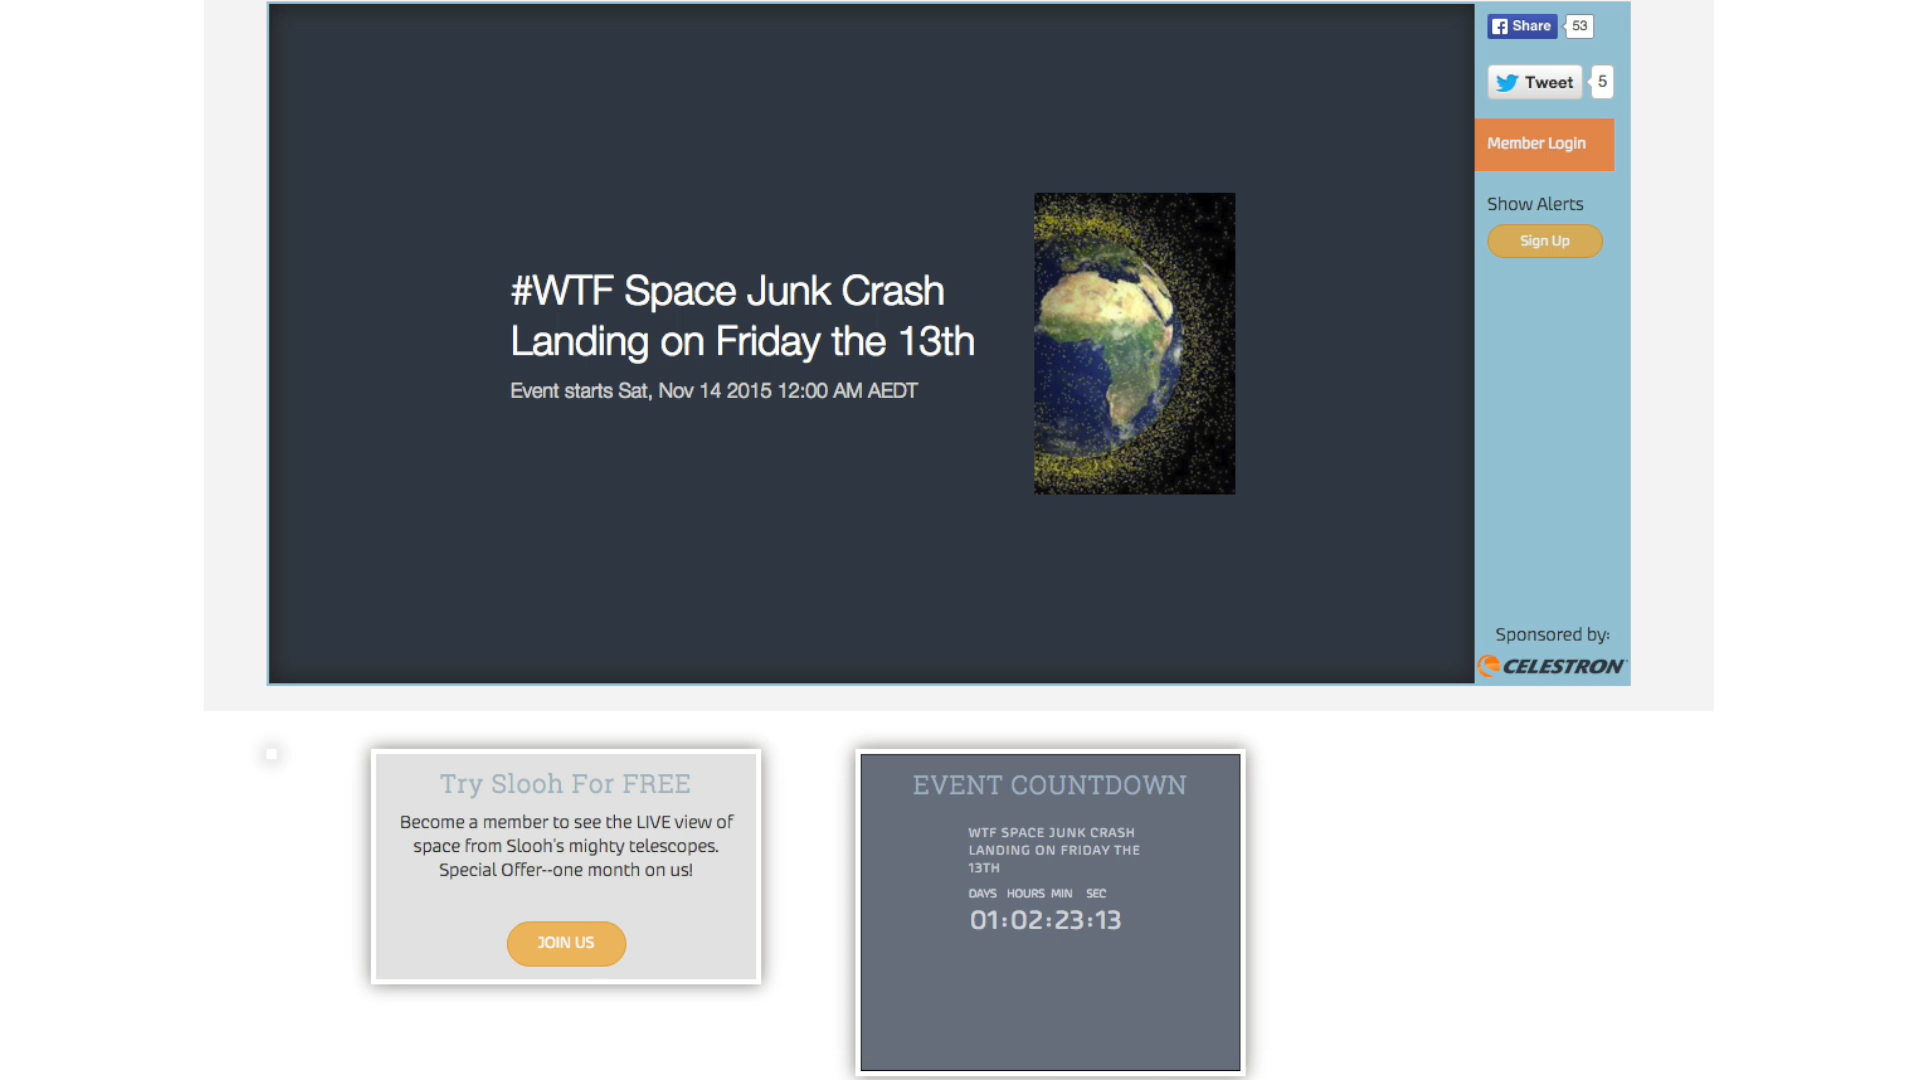 #WTF Space Junk Crash
Landing on Friday the 13th
Event starts Sat, Nov 14 2015 12:00 AM AEDT
Share 53
Tweet 5
Member Login
Show Alerts
Sign Up
Sponsored by:
CELESTRON
Try Slooh For FREE
Become a member to see the LIVE view of
space from Slooh's mighty telescopes.
Special Offer--one month on us!
JOIN US
EVENT COUNTDOWN
WTF SPACE JUNK CRASH
LANDING ON FRIDAY THE
13TH
DAYS HOURS MIN SEC
01:02:23:13